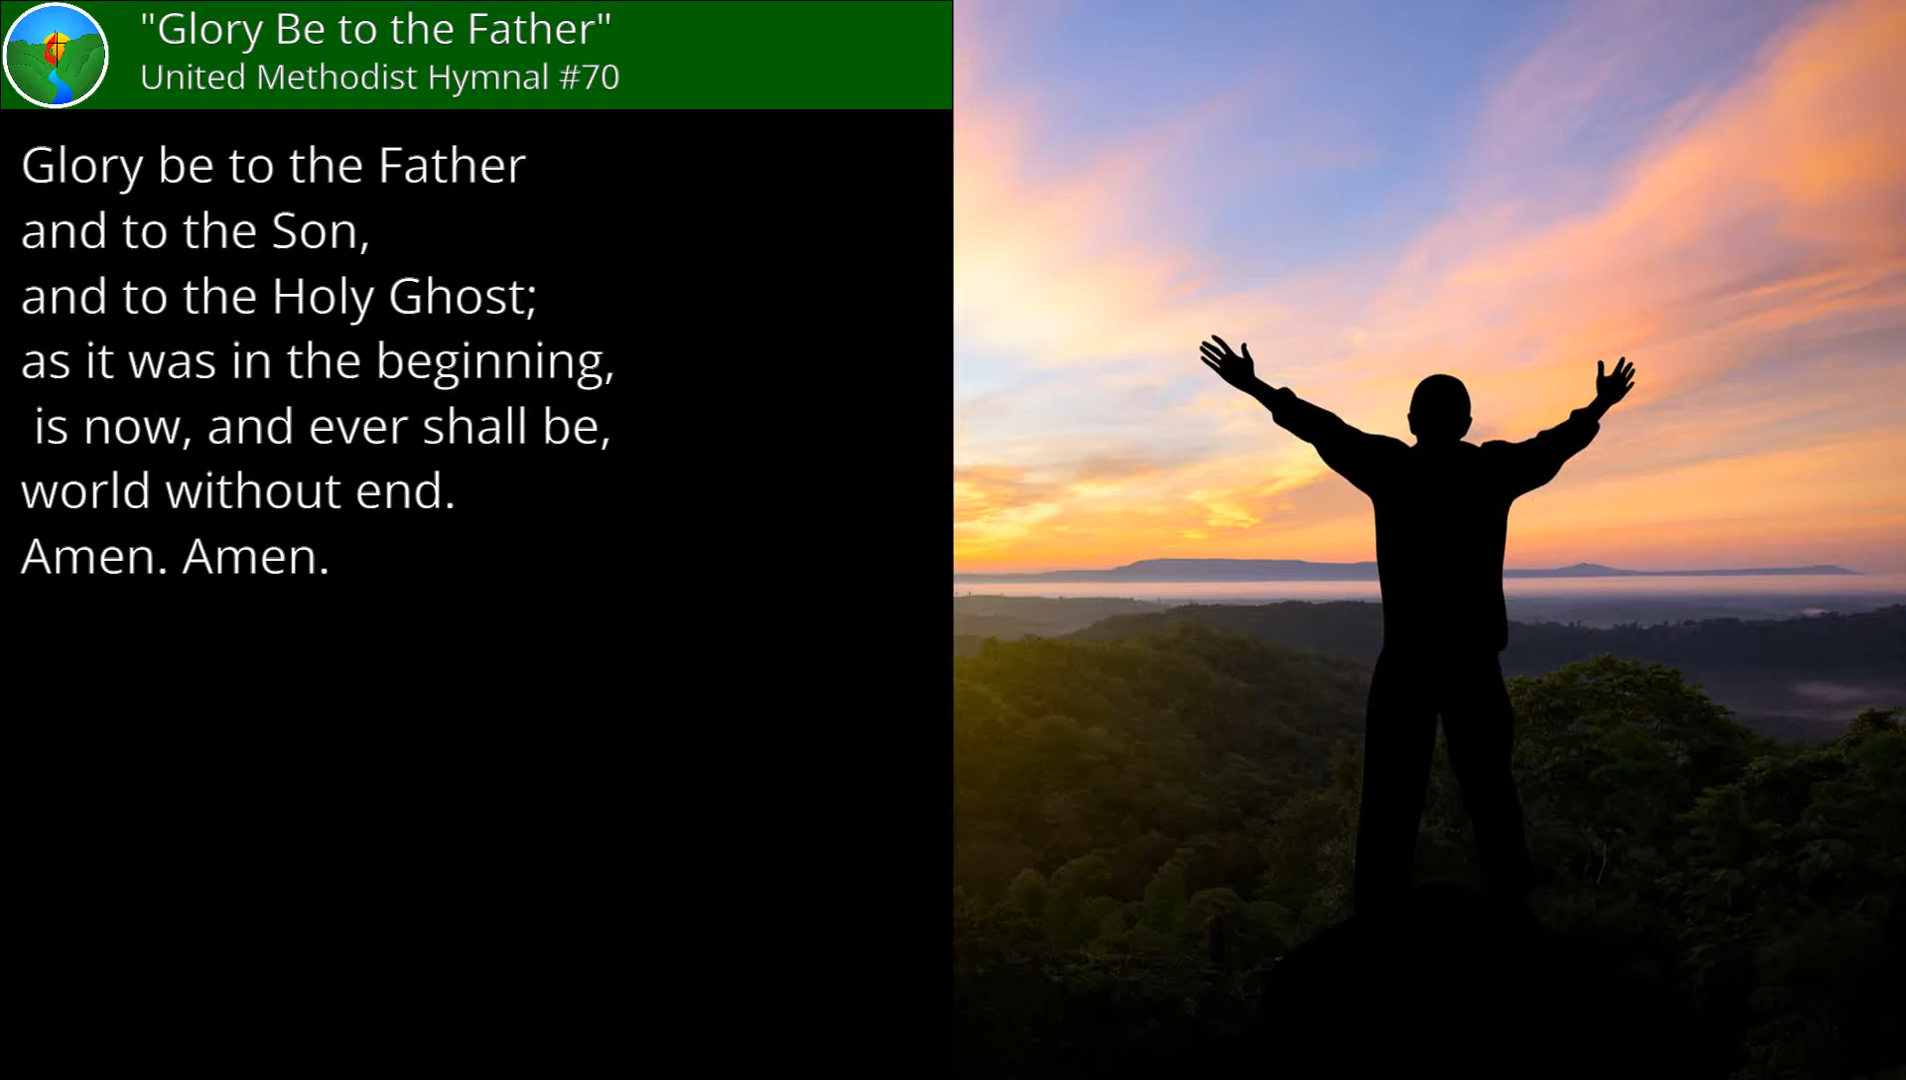 "Glory Be to the Father"
United Methodist Hymnal #70
Glory be to the Father
and to the Son,
and to the Holy Ghost;
as it was in the beginning,
is now, and ever shall be,
world without end.
Amen. Amen.